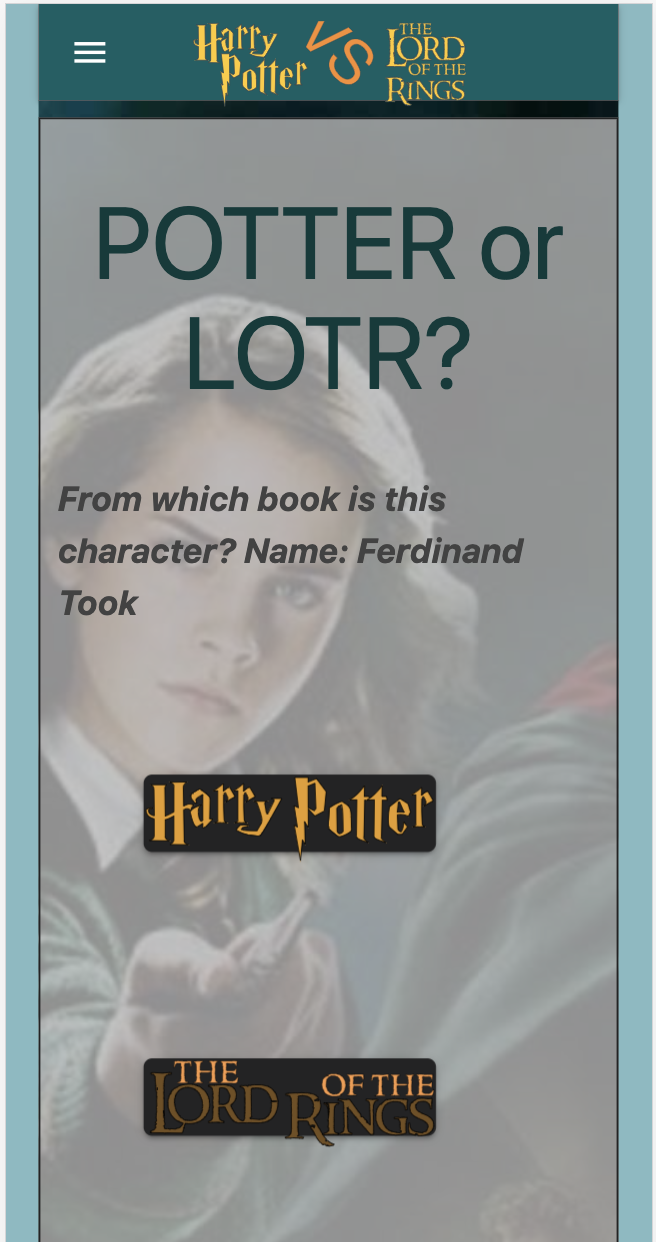 Harry Potter VS THE LORD OF THE RINGS
POTTER or
LOTR?
From which book is this
character? Name: Ferdinand
Took
Harry Potter
THE LORD OF THE RINGS